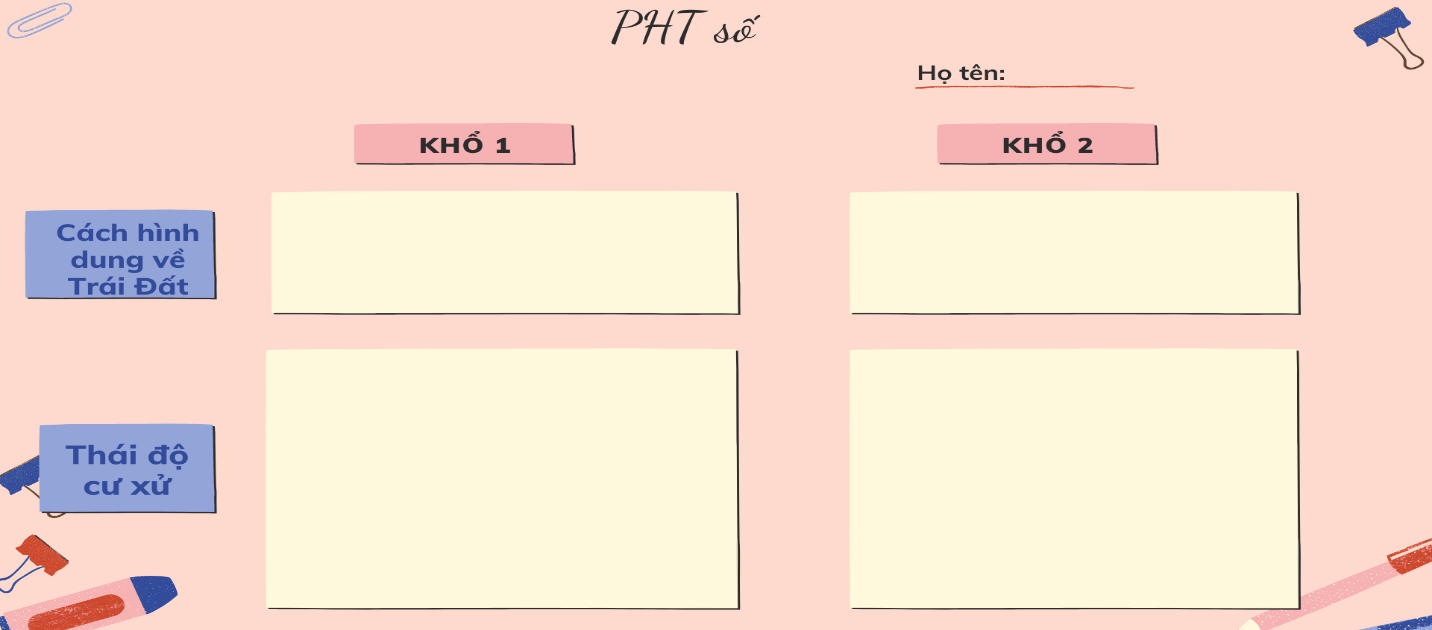 PHT số
Họ tên:
KHỔ 1
KHỔ 2
Cách hình
dung về
Trái Đất
Thái độ
cư xử